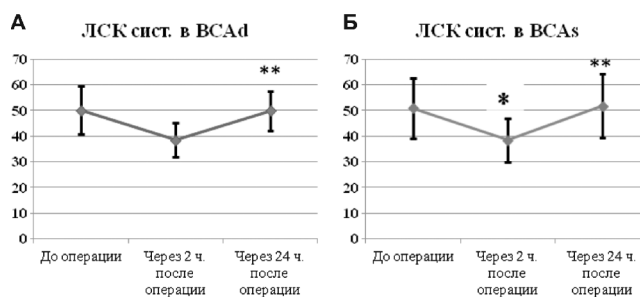 А
ЛСК сист. в BCAd
70
60
50
40
30
20
10
0
**
До операции
Через 2 ч.
после
операции
Через 24 ч.
после
операции
Б
ЛСК сист. в BCAs
70
60
50
40
30
20
10
0
*
**
До операции
Через 2 ч.
после
операции
Через 24 ч.
после операции